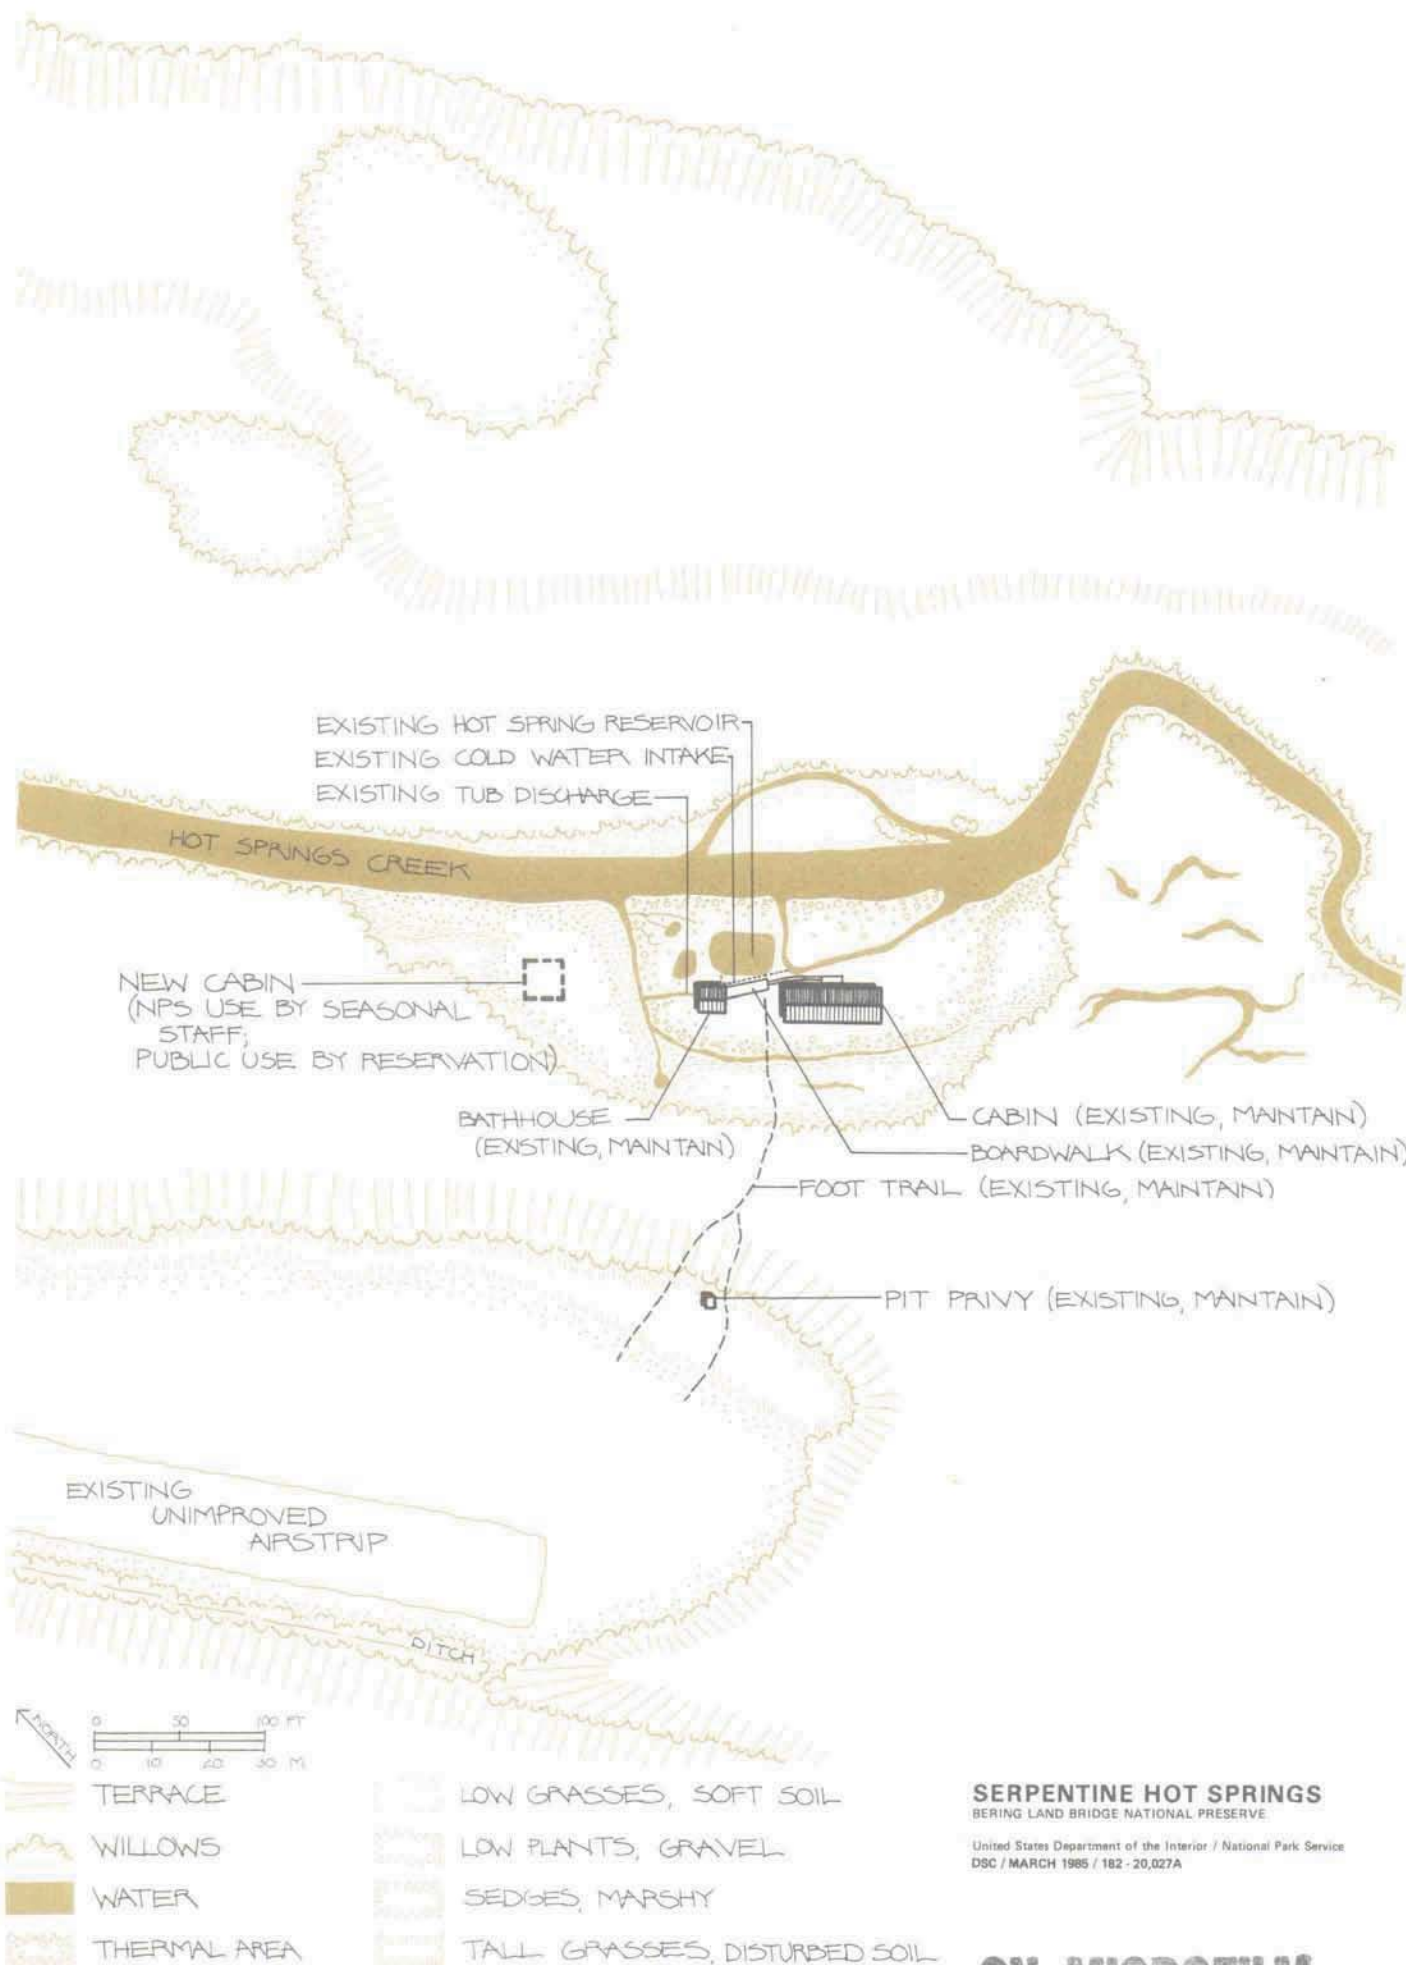 EXISTING HOT SPRING RESERVOIR
EXISTING COLD WATER INTAKE
EXISTING TUB DISCHARGE
HOT SPRINGS CREEK
NEW CABIN
(NPS USE BY SEASONAL
STAFF;
PUBLIC USE BY RESERVATION)
BATHHOUSE
(EXISTING, MAINTAIN)
CABIN (EXISTING, MAINTAIN)
BOARDWALK (EXISTING, MAINTAIN)
FOOT TRAIL (EXISTING, MAINTAIN)
PIT PRIVY (EXISTING, MAINTAIN)
EXISTING
UNIMPROVED
AIRSTRIP
DITCH
NORTH
0 50 100 FT
0 10 20 30 M
TERRACE
WILLOWS
WATER
THERMAL AREA
LOW GRASSES, SOFT SOIL
LOW PLANTS, GRAVEL
SEDGES, MARSHY
TALL GRASSES, DISTURBED SOIL
SERPENTINE HOT SPRINGS
BERING LAND BRIDGE NATIONAL PRESERVE
United States Department of the Interior / National Park Service
DSC / MARCH 1985 / 182 - 20,027A
ON MICROFILM